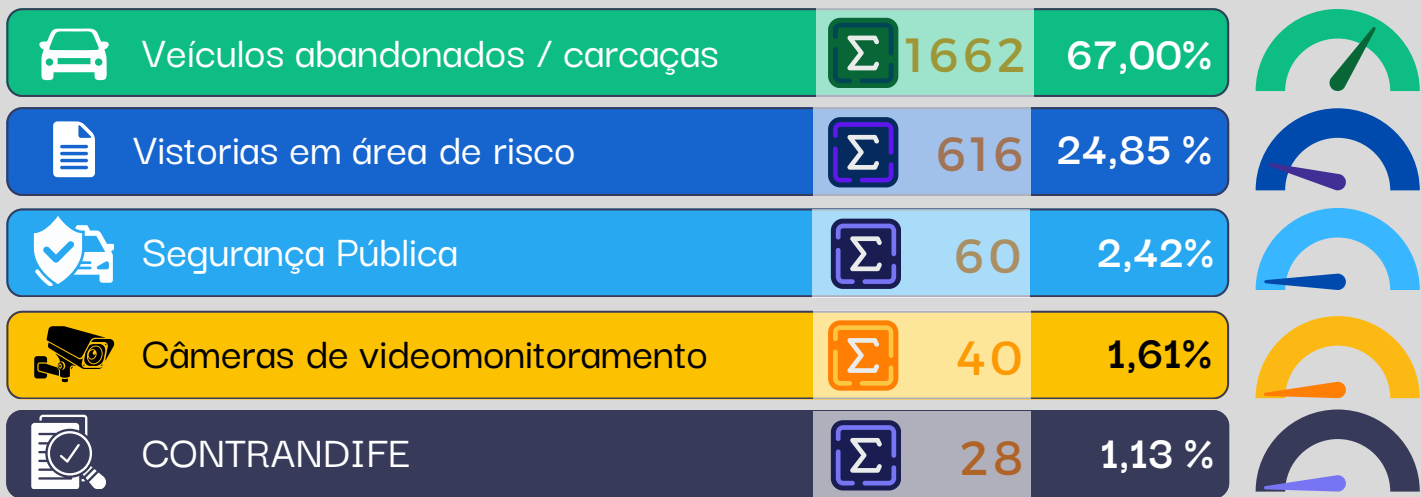 Veículos abandonados / carcaças Σ 1662 67,00%
Vistorias em área de risco Σ 616 24,85 %
Segurança Pública Σ 60 2,42%
Câmeras de videomonitoramento Σ 40 1,61%
CONTRANDIFE Σ 28 1,13 %